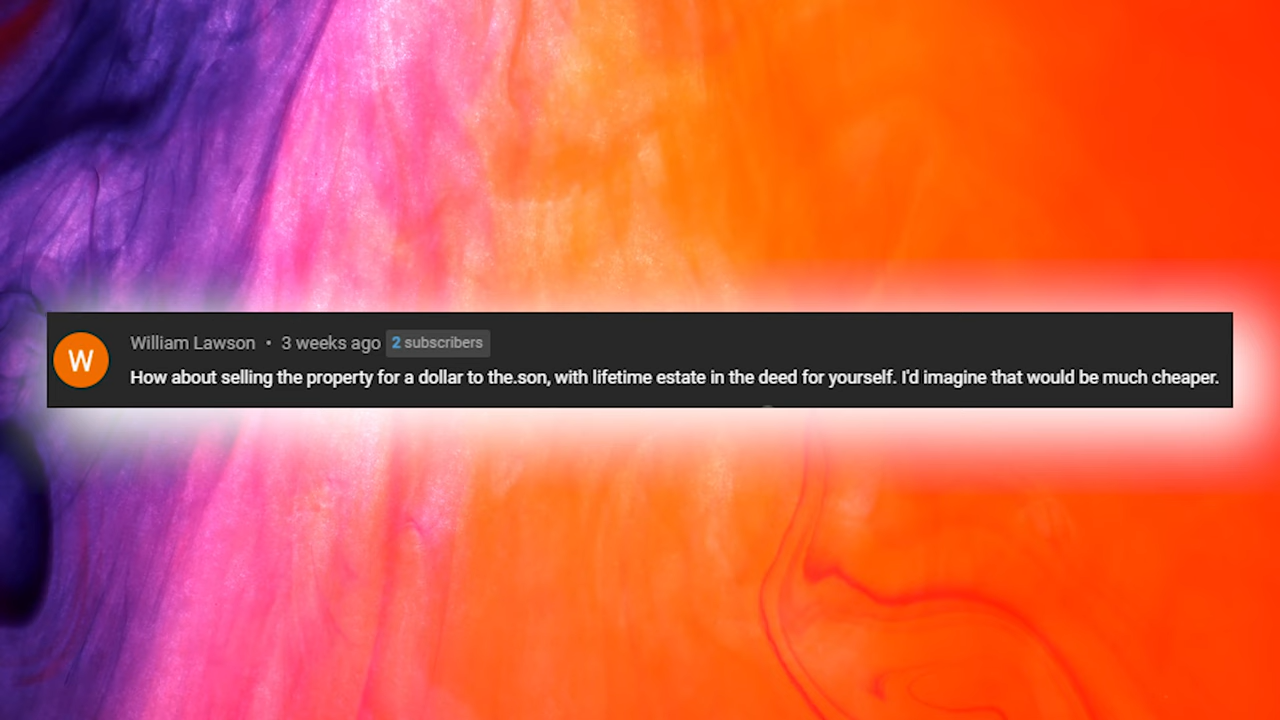 W
William Lawson • 3 weeks ago 2 subscribers
How about selling the property for a dollar to the.son, with lifetime estate in the deed for yourself. I'd imagine that would be much cheaper.